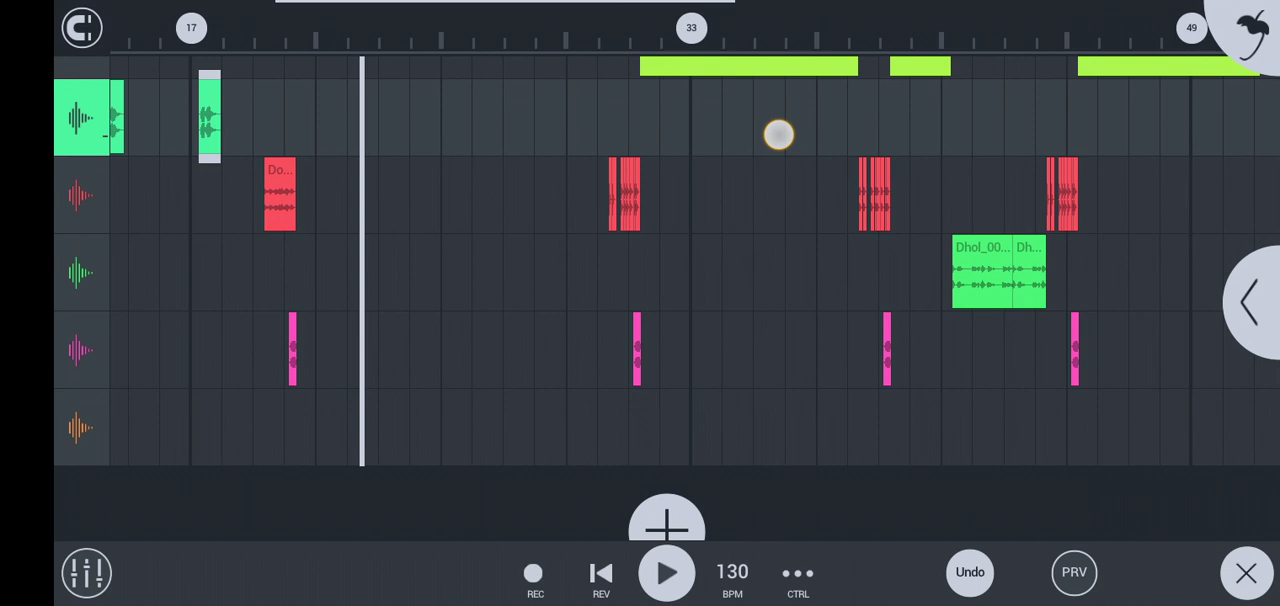 17
33
49
Do...
Dhol_00...
Dh...
130
Undo
PRV
REC
REV
BPM
CTRL